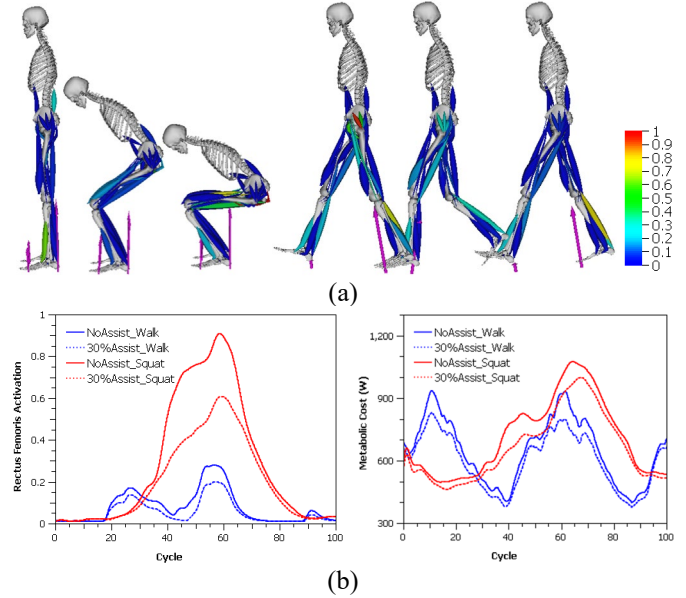 1
0.9
0.8
0.7
0.6
0.5
0.4
0.3
0.2
0.1
0
(a)
Rectus Femoris Activation
1
0.8
0.6
0.4
0.2
0
NoAssist_Walk
30%Assist_Walk
NoAssist_Squat
30%Assist_Squat
0 20 40 60 80 100
Cycle
Metabolic Cost (W)
1,200
900
600
300
NoAssist_Walk
30%Assist_Walk
NoAssist_Squat
30%Assist_Squat
0 20 40 60 80 100
Cycle
(b)